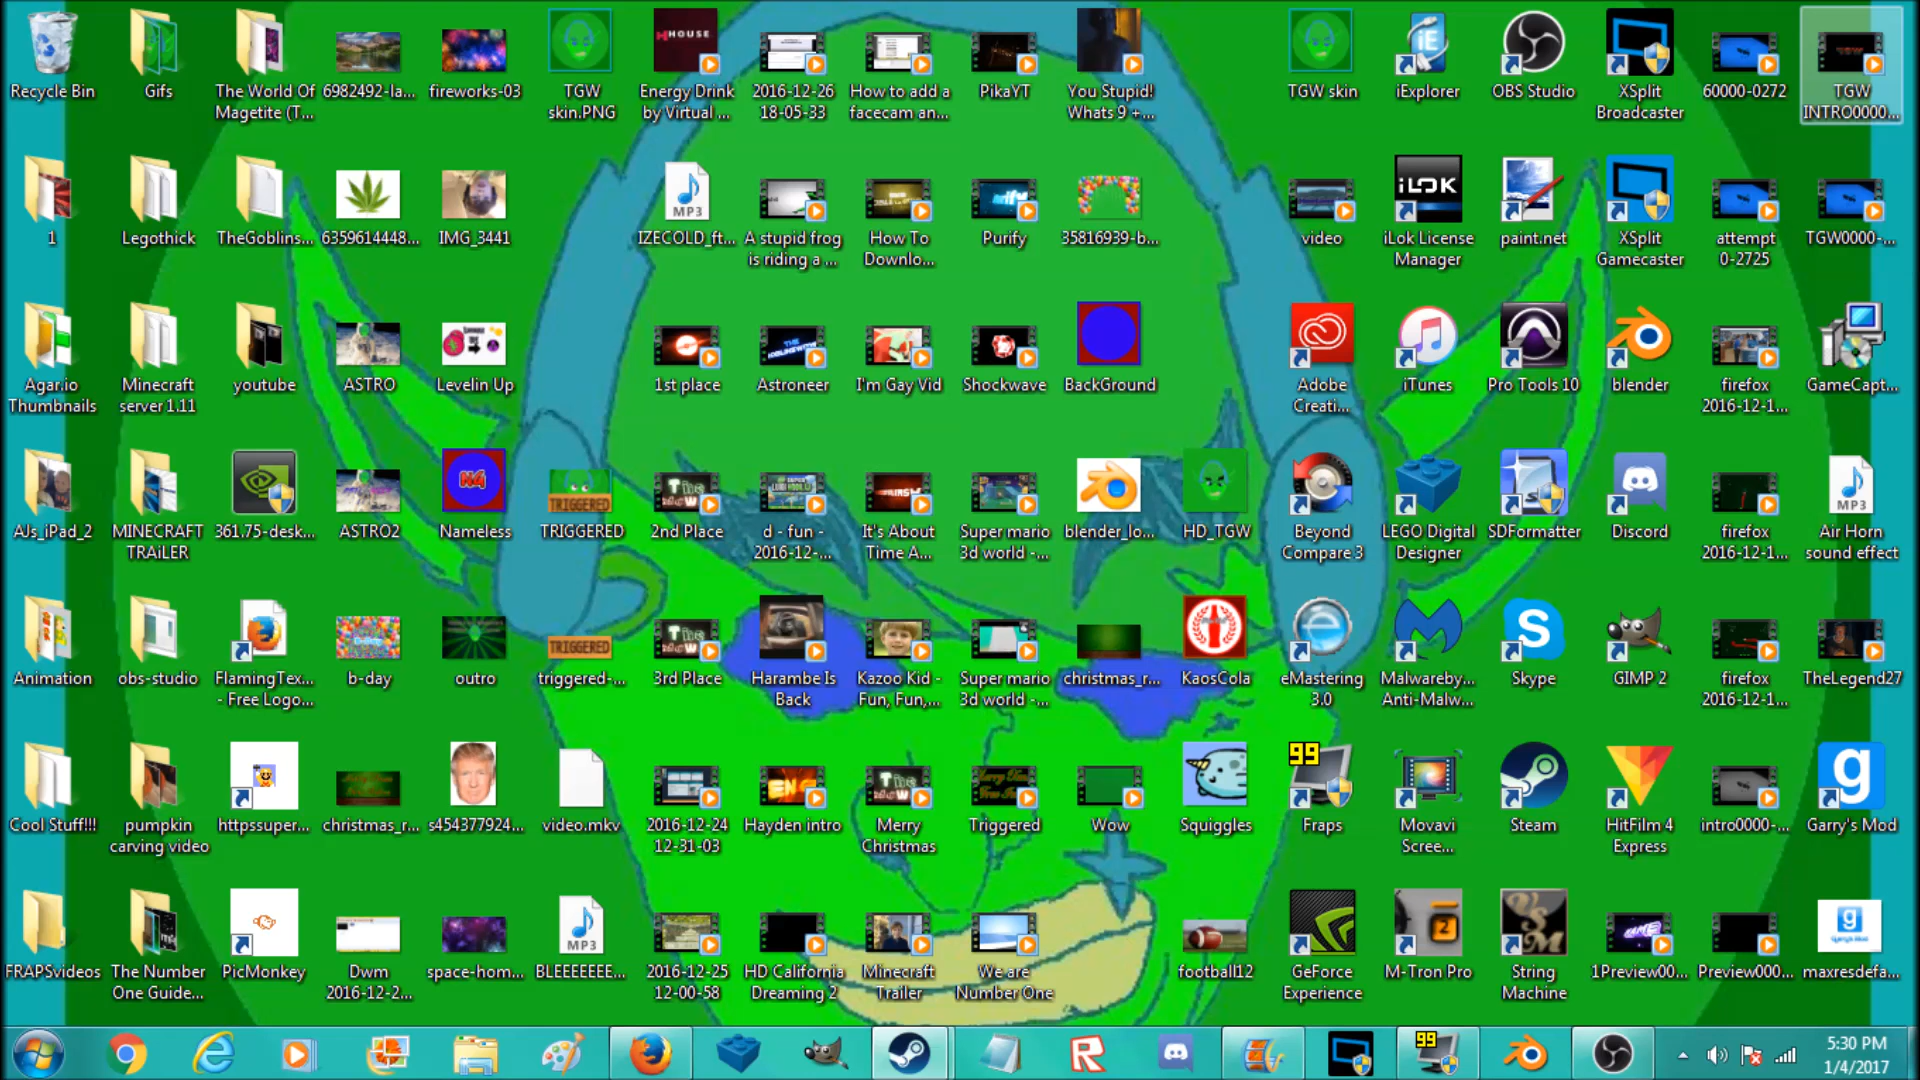 Recycle Bin
Gifs
The World Of
Magetite (T...
6982492-la...
fireworks-03
TGW
skin.PNG
HOUSE
Energy Drink
by Virtual ...
2016-12-26
18-05-33
How to add a
facecam an...
PikaYT
You Stupid!
Whats 9 +...
TGW skin
iE
iExplorer
OBS Studio
XSplit
Broadcaster
60000-0272
TGW
INTRO0000...
1
Legothick
TheGoblins...
6359614448...
IMG_3441
MP3
IZECOLD_ft...
A stupid frog
is riding a ...
How To
Downlo...
Purify
35816939-b...
video
iLOK
iLok License
Manager
paint.net
XSplit
Gamecaster
attempt
0-2725
TGW0000-...
Agar.io
Thumbnails
Minecraft
server 1.11
youtube
ASTRO
Levelin Up
1st place
Astroneer
I'm Gay Vid
Shockwave
BackGround
Adobe
Creati...
iTunes
Pro Tools 10
blender
firefox
2016-12-1...
GameCapt...
AJs_iPad_2
MINECRAFT
TRAiLER
361.75-desk...
ASTRO2
N4
Nameless
TRIGGERED
TRIGGERED
2nd Place
d - fun -
2016-12-...
It's About
Time A...
Super mario
3d world -...
blender_lo...
HD_TGW
Beyond
Compare 3
LEGO Digital
Designer
SDFormatter
Discord
firefox
2016-12-1...
MP3
Air Horn
sound effect
Animation
obs-studio
FlamingTex...
- Free Logo...
b-day
outro
TRIGGERED
triggered-...
3rd Place
Harambe Is
Back
Kazoo Kid -
Fun, Fun,...
Super mario
3d world -...
christmas_r...
KaosCola
eMastering
3.0
Malwareby...
Anti-Malw...
Skype
GIMP 2
firefox
2016-12-1...
TheLegend27
Cool Stuff!!!
pumpkin
carving video
httpssuper...
christmas_r...
s454377924...
video.mkv
2016-12-24
12-31-03
Hayden intro
Merry
Christmas
Triggered
Wow
Squiggles
99
Fraps
Movavi
Scree...
Steam
HitFilm 4
Express
intro0000-...
g
Garry's Mod
FRAPSvideos
The Number
One Guide...
PicMonkey
Dwm
2016-12-2...
space-hom...
MP3
BLEEEEEEE...
2016-12-25
12-00-58
HD California
Dreaming 2
Minecraft
Trailer
We are
Number One
football12
GeForce
Experience
2
M-Tron Pro
VSM
String
Machine
1Preview00...
Preview000...
g
maxresdefa...
99
5:30 PM
1/4/2017